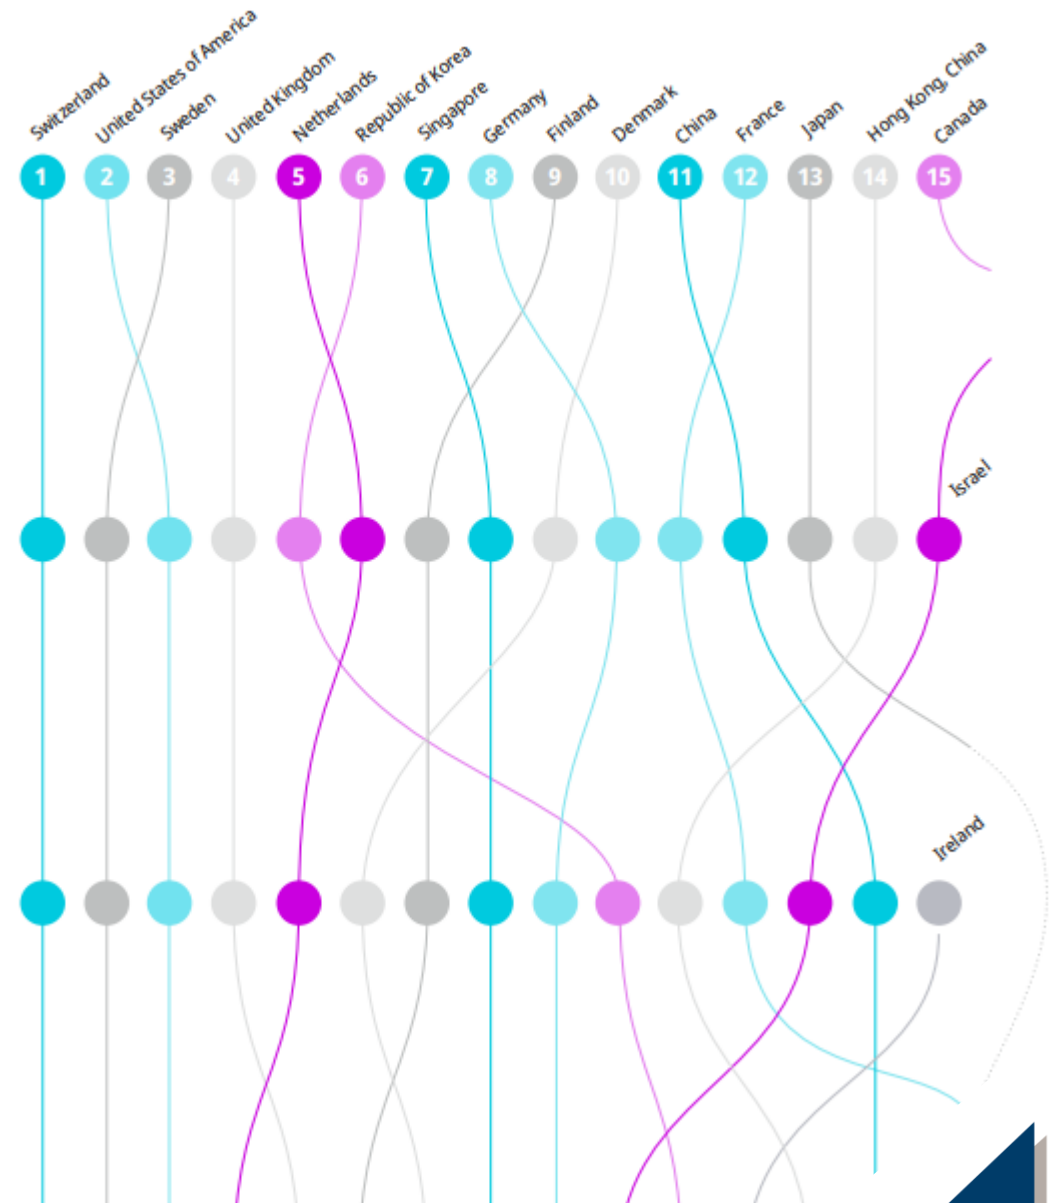 Switzerland
United States of America
Sweden
United Kingdom
Netherlands
Republic of Korea
Singapore
Germany
Finland
Denmark
China
France
Japan
Hong Kong, China
Canada
1
2
3
4
5
6
7
8
9
10
11
12
13
14
15
Israel
Ireland